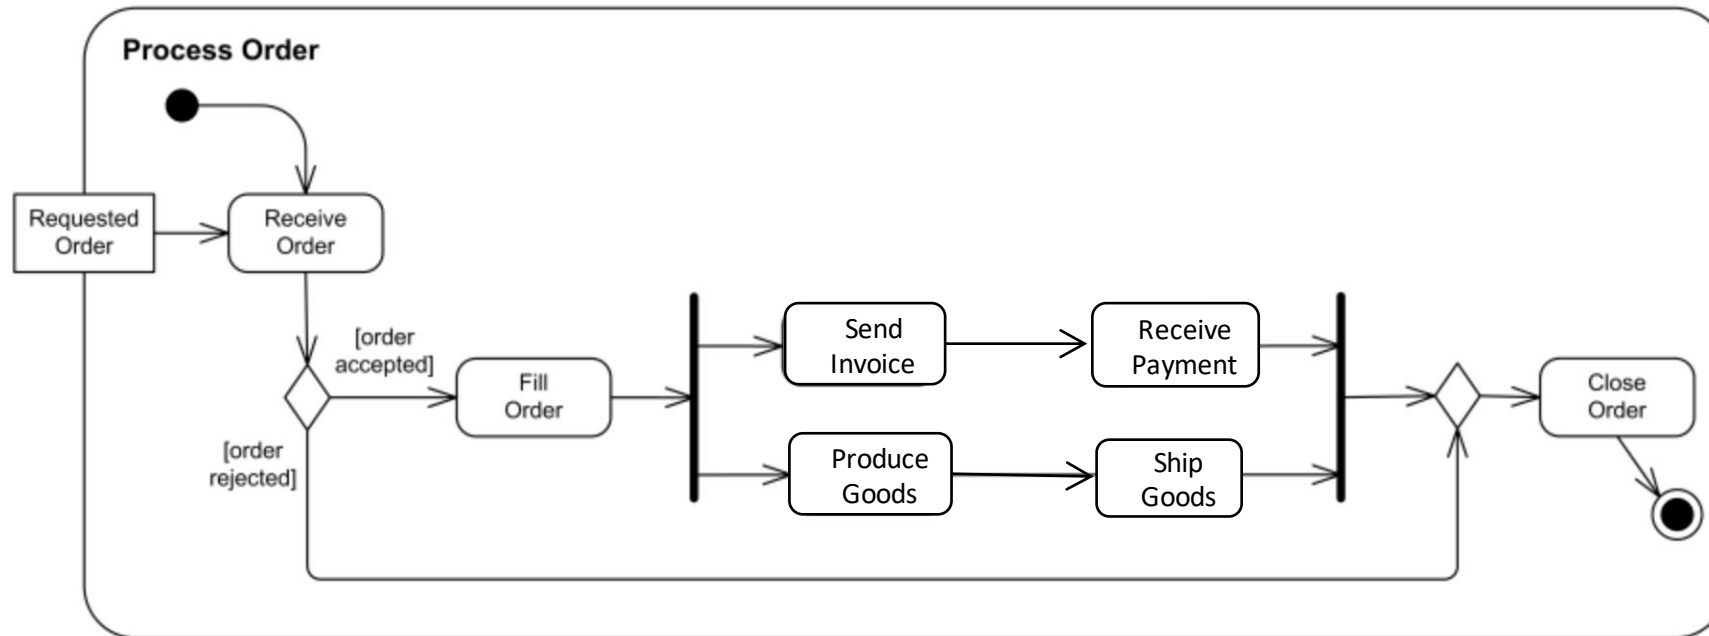 Process Order
Requested
Order
Receive
Order
[order
accepted]
Fill
Order
[order
rejected]
Send
Invoice
Receive
Payment
Produce
Goods
Ship
Goods
Close
Order